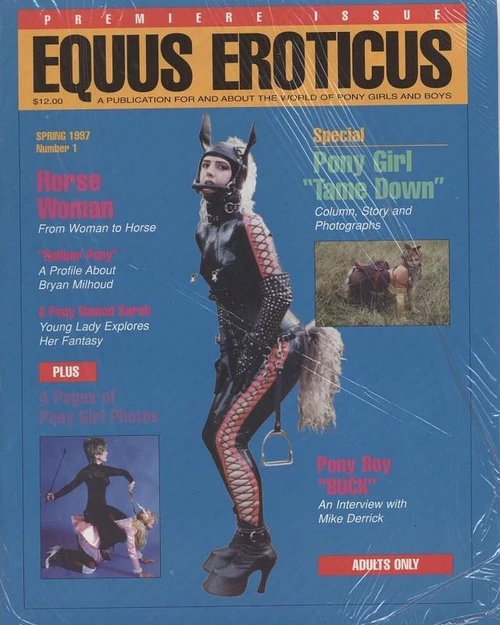 PREMIERE ISSUE
EQUUS EROTICUS
$12.00
A PUBLICATION FOR AND ABOUT THE WORLD OF PONY GIRLS AND BOYS
SPRING 1997
Number 1
Horse
Woman
From Woman to Horse
"Rubber Pony"
A Profile About
Bryan Milhoud
A Pony Named Sarah
Young Lady Explores
Her Fantasy
PLUS
4 Pages of
Pony Girl Photos
Special
Pony Girl
"Tame Down"
Column, Story and
Photographs
Pony Boy
"BUCK"
An Interview with
Mike Derrick
ADULTS ONLY